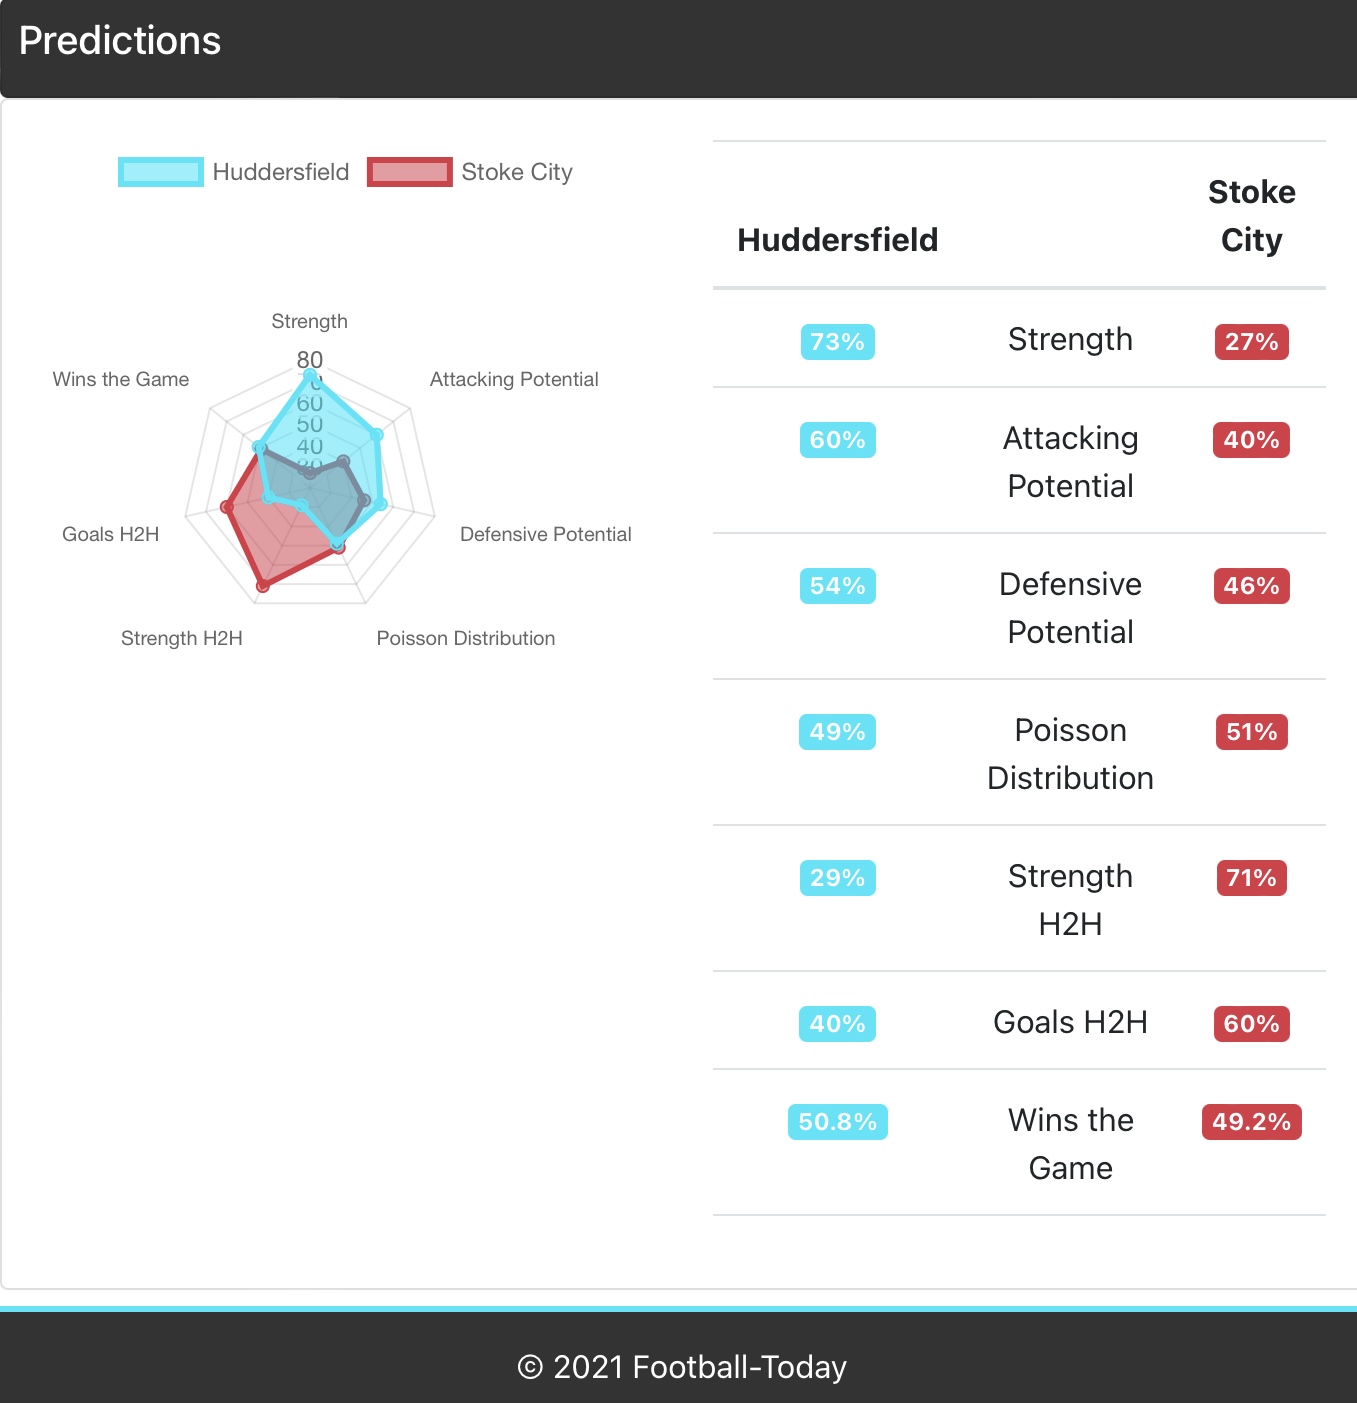 Predictions
Huddersfield
Stoke City
Strength
Attacking Potential
Defensive Potential
Poisson Distribution
Strength H2H
Goals H2H
Wins the Game
80
60
50
40
30
Huddersfield
Stoke
City
73% Strength 27%
60% Attacking 40%
Potential
54% Defensive 46%
Potential
49% Poisson 51%
Distribution
29% Strength 71%
H2H
40% Goals H2H 60%
50.8% Wins the 49.2%
Game
© 2021 Football-Today